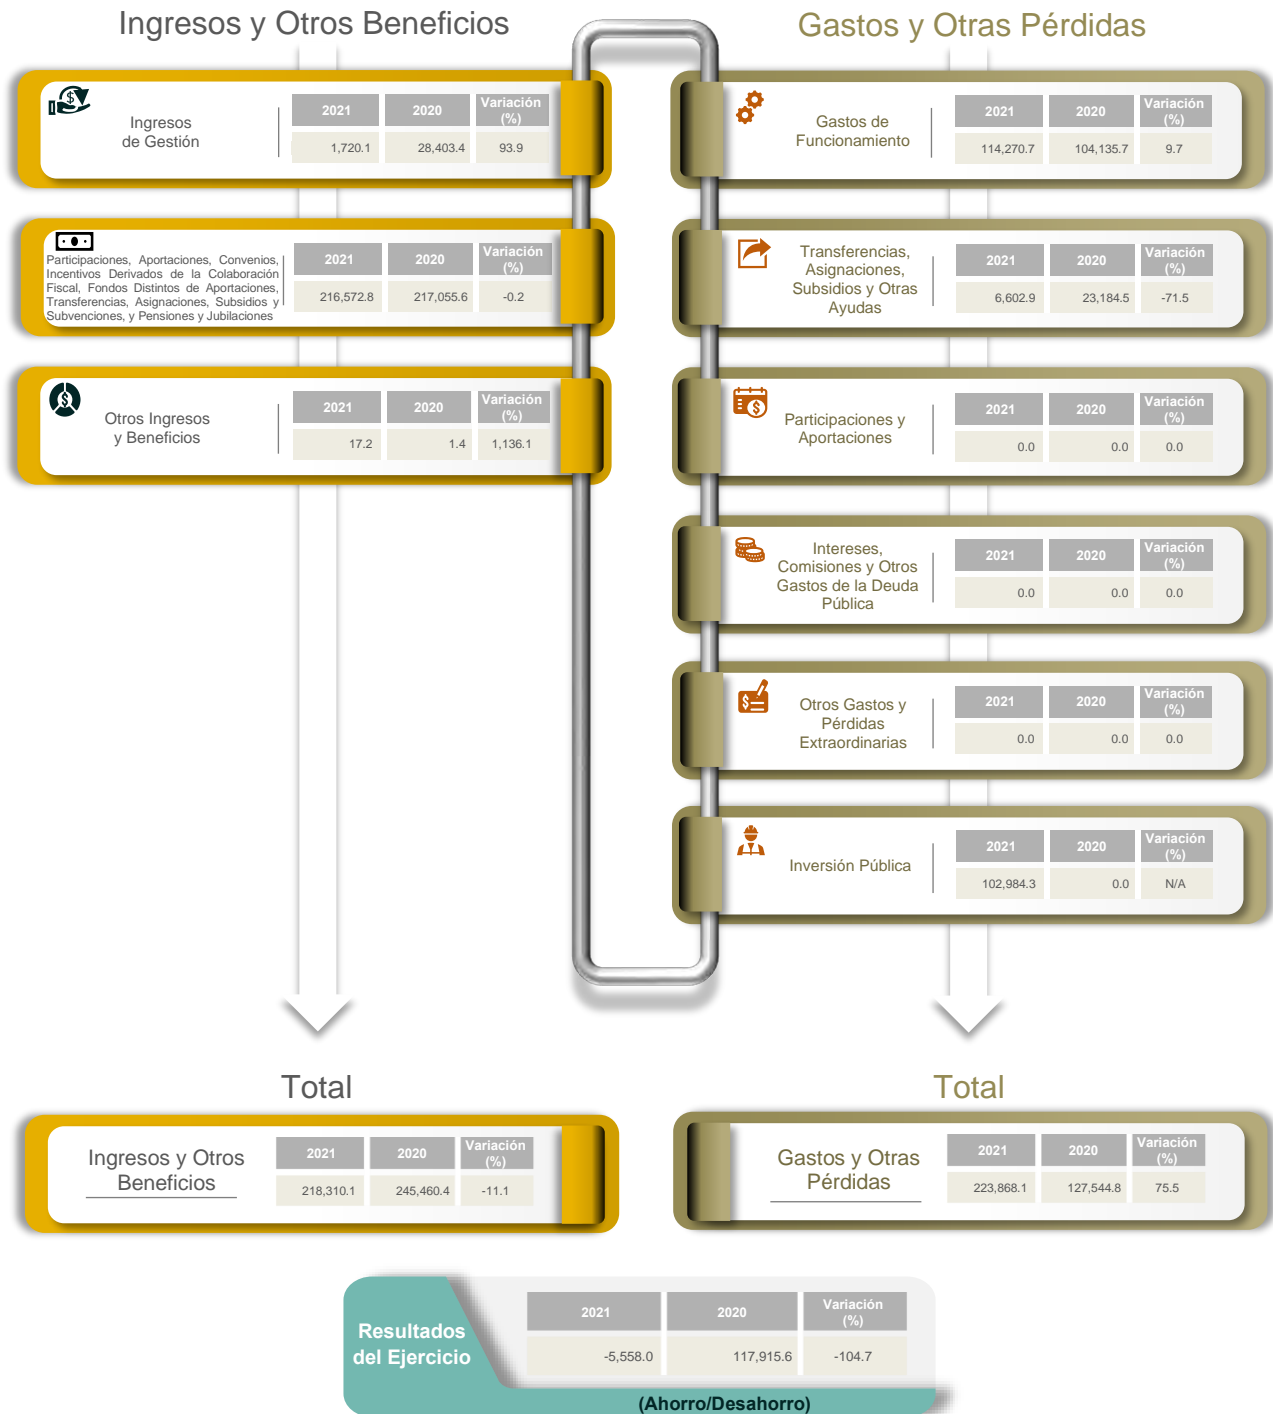 Ingresos y Otros Beneficios
Ingresos
de Gestión
2021 2020 Variación (%)
1,720.1 28,403.4 93.9
Participaciones, Aportaciones, Convenios,
Incentivos Derivados de la Colaboración
Fiscal, Fondos Distintos de Aportaciones,
Transferencias, Asignaciones, Subsidios y
Subvenciones, y Pensiones y Jubilaciones
2021 2020 Variación (%)
216,572.8 217,055.6 -0.2
Otros Ingresos
y Beneficios
2021 2020 Variación (%)
17.2 1.4 1,136.1
Total
Ingresos y Otros
Beneficios
2021 2020 Variación (%)
218,310.1 245,460.4 -11.1
Gastos y Otras Pérdidas
Gastos de
Funcionamiento
2021 2020 Variación (%)
114,270.7 104,135.7 9.7
Transferencias,
Asignaciones,
Subsidios y Otras
Ayudas
2021 2020 Variación (%)
6,602.9 23,184.5 -71.5
Participaciones y
Aportaciones
2021 2020 Variación (%)
0.0 0.0 0.0
Intereses,
Comisiones y Otros
Gastos de la Deuda
Pública
2021 2020 Variación (%)
0.0 0.0 0.0
Otros Gastos y
Pérdidas
Extraordinarias
2021 2020 Variación (%)
0.0 0.0 0.0
Inversión Pública
2021 2020 Variación (%)
102,984.3 0.0 N/A
Total
Gastos y Otras
Pérdidas
2021 2020 Variación (%)
223,868.1 127,544.8 75.5
Resultados
del Ejercicio
2021 2020 Variación (%)
-5,558.0 117,915.6 -104.7
(Ahorro/Desahorro)